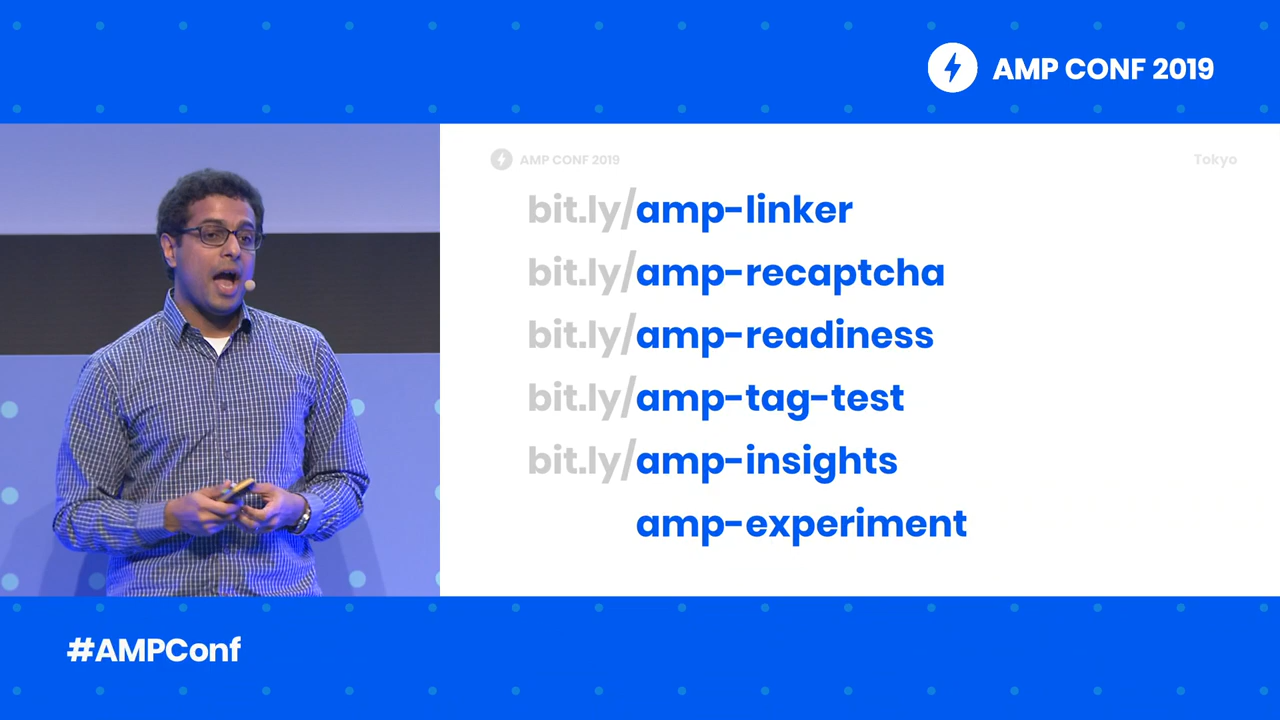 AMP CONF 2019
AMP CONF 2019
Tokyo
bit.ly/amp-linker
bit.ly/amp-recaptcha
bit.ly/amp-readiness
bit.ly/amp-tag-test
bit.ly/amp-insights
amp-experiment
#AMPConf